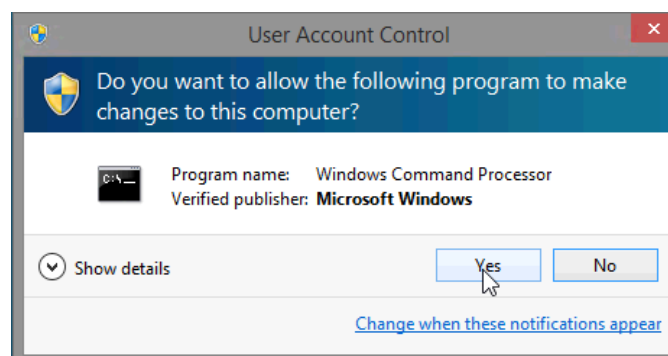 User Account Control
Do you want to allow the following program to make
changes to this computer?
C:\_
Program name: Windows Command Processor
Verified publisher: Microsoft Windows
Show details
Yes
No
Change when these notifications appear